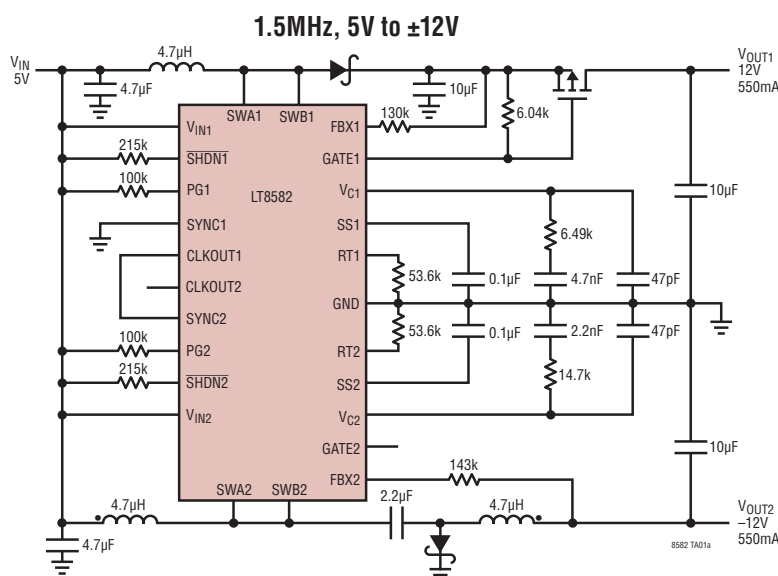 1.5MHz, 5V to ±12V
VIN
5V
4.7µH
4.7µF
10µF
VOUT1
12V
550mA
SWA1
SWB1
130k
6.04k
VIN1
FBX1
215k
SHDN1
GATE1
100k
PG1
LT8582
VC1
10µF
SYNC1
SS1
6.49k
CLKOUT1
RT1
53.6k
0.1µF
4.7nF
47pF
CLKOUT2
GND
SYNC2
53.6k
0.1µF
2.2nF
47pF
100k
PG2
RT2
215k
SHDN2
SS2
14.7k
VIN2
VC2
GATE2
10µF
FBX2
143k
SWA2
SWB2
4.7µH
2.2µF
4.7µH
VOUT2
–12V
550mA
4.7µF
8582 TA01a